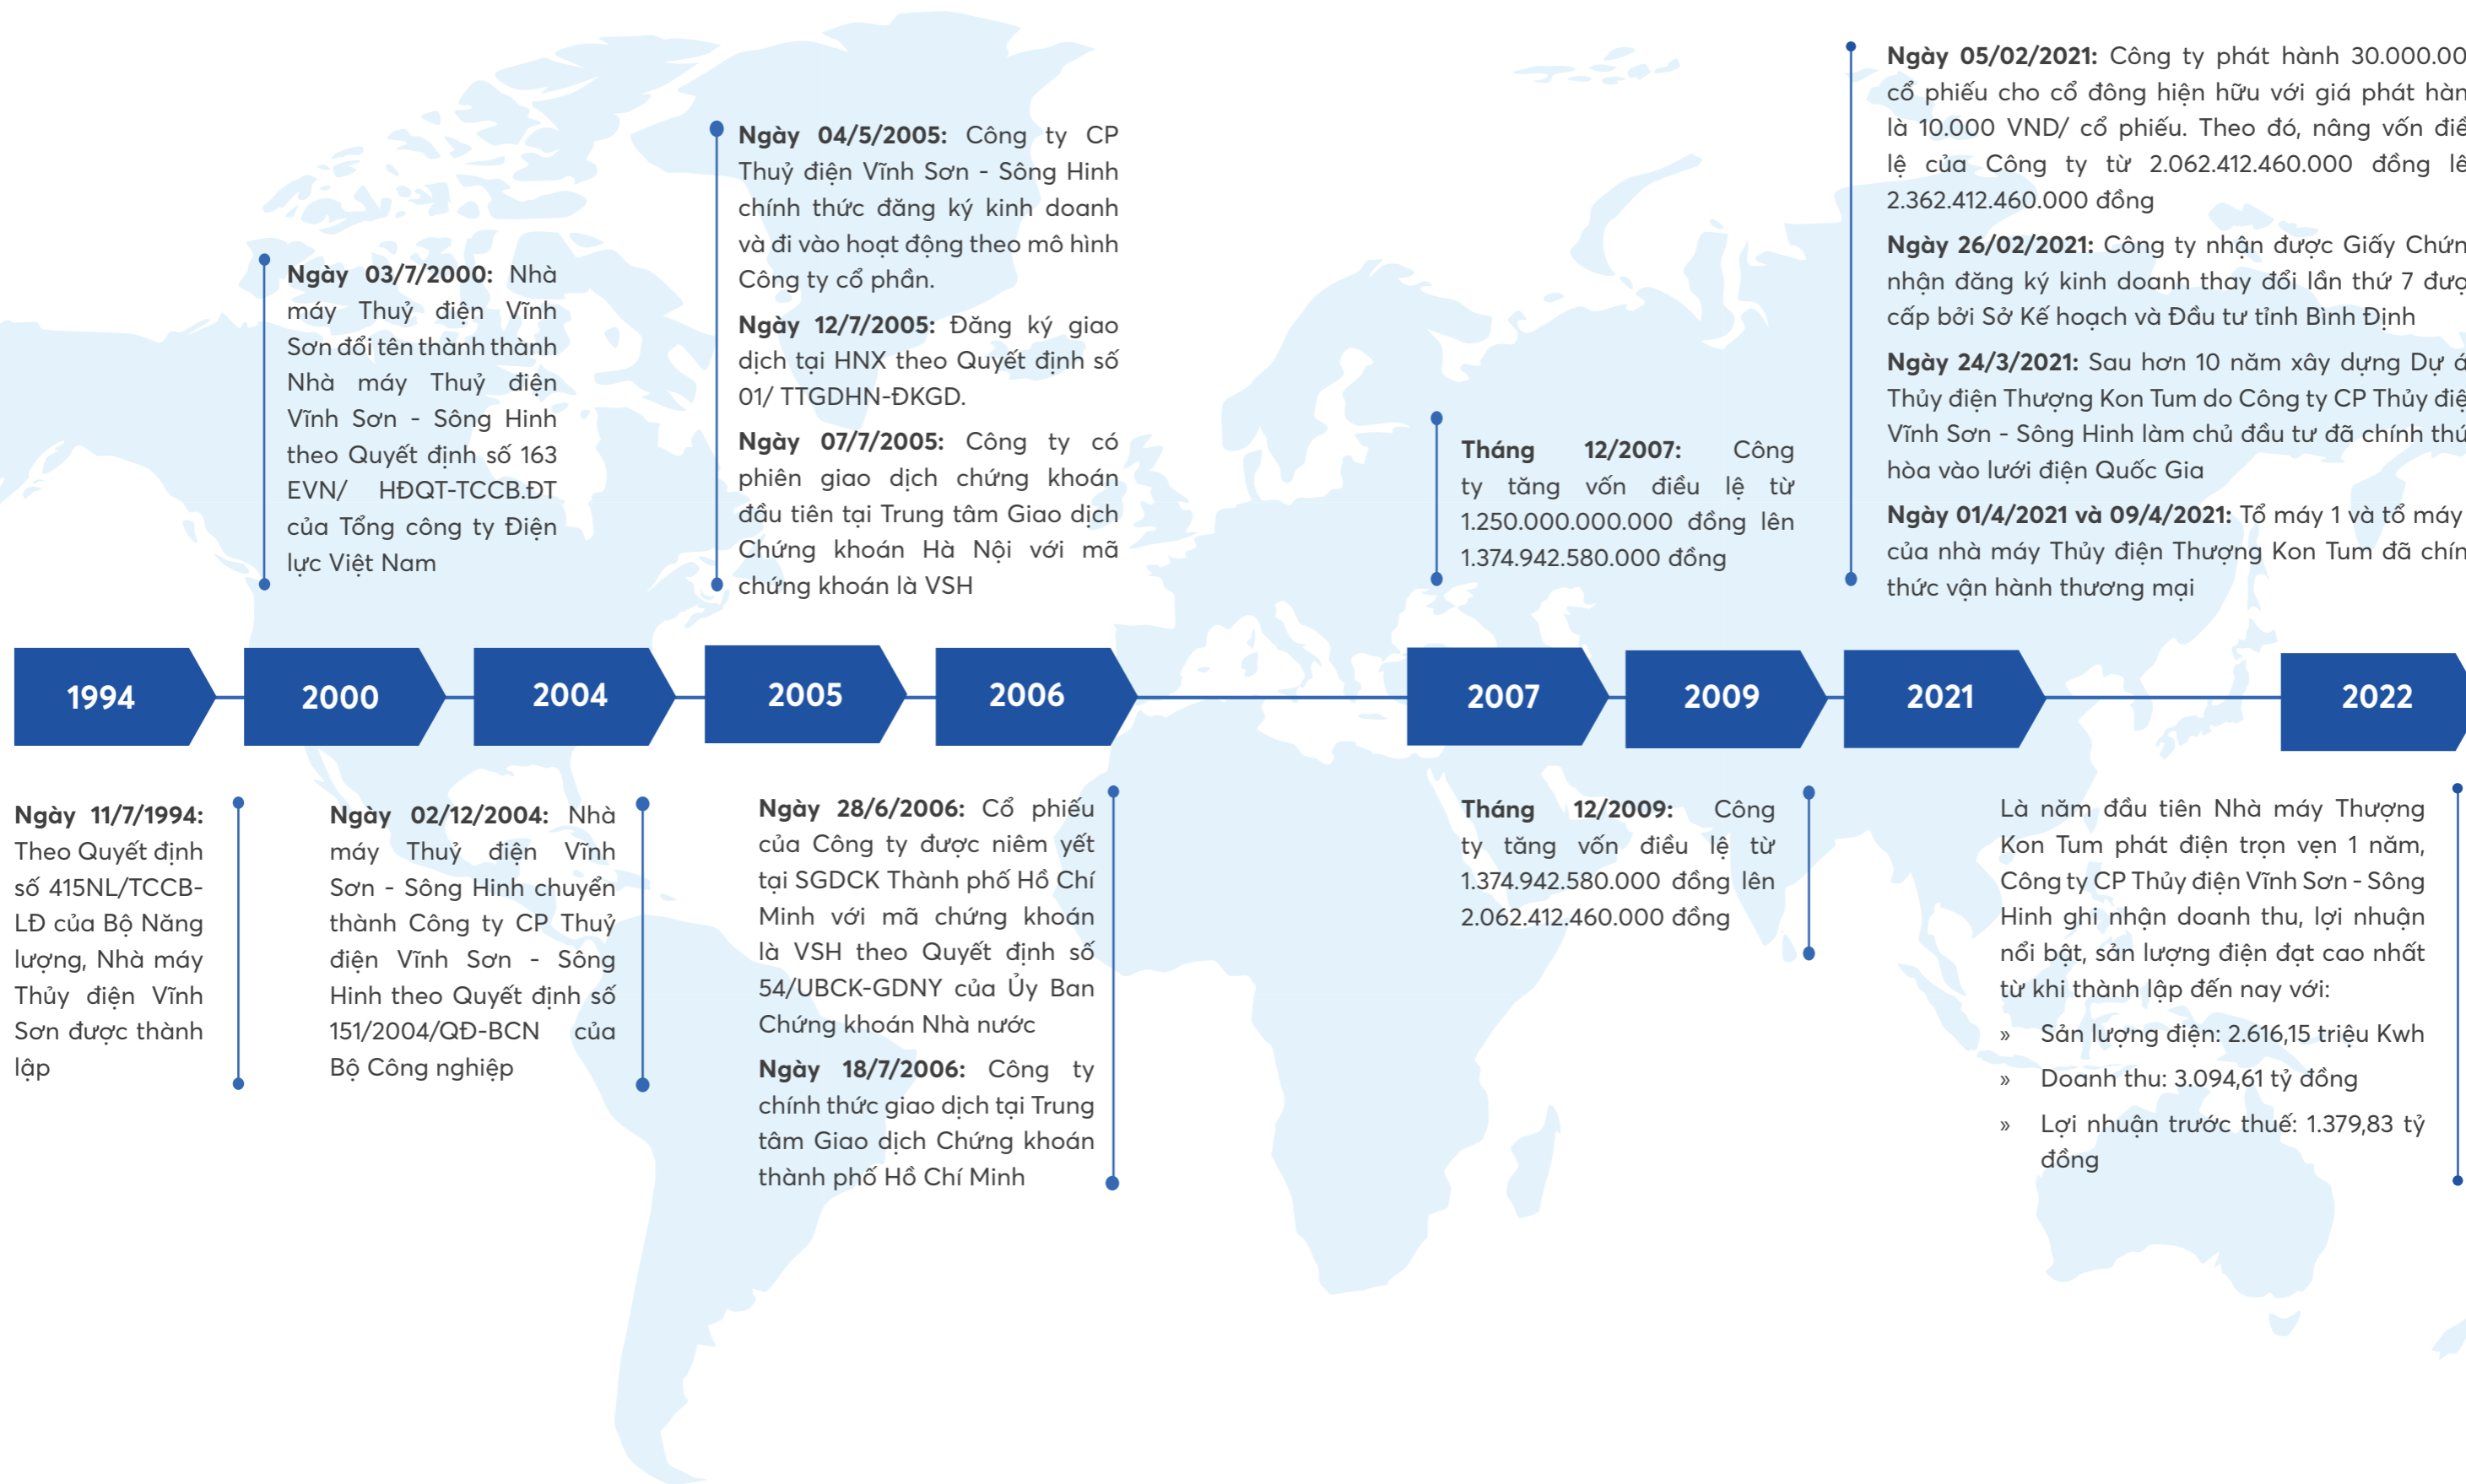 Ngày 03/7/2000: Nhà
máy Thuỷ điện Vĩnh
Sơn đổi tên thành thành
Nhà máy Thuỷ điện
Vĩnh Sơn - Sông Hinh
theo Quyết định số 163
EVN/ HĐQT-TCCB.ĐT
của Tổng công ty Điện
lực Việt Nam
Ngày 04/5/2005: Công ty CP
Thuỷ điện Vĩnh Sơn - Sông Hinh
chính thức đăng ký kinh doanh
và đi vào hoạt động theo mô hình
Công ty cổ phần.
Ngày 12/7/2005: Đăng ký giao
dịch tại HNX theo Quyết định số
01/ TTGDHN-ĐKGD.
Ngày 07/7/2005: Công ty có
phiên giao dịch chứng khoán
đầu tiên tại Trung tâm Giao dịch
Chứng khoán Hà Nội với mã
chứng khoán là VSH
Tháng 12/2007: Công
ty tăng vốn điều lệ từ
1.250.000.000.000 đồng lên
1.374.942.580.000 đồng
Ngày 05/02/2021: Công ty phát hành 30.000.00
cổ phiếu cho cổ đông hiện hữu với giá phát hàn
là 10.000 VND/ cổ phiếu. Theo đó, nâng vốn điề
lệ của Công ty từ 2.062.412.460.000 đồng lê
2.362.412.460.000 đồng
Ngày 26/02/2021: Công ty nhận được Giấy Chứn
nhận đăng ký kinh doanh thay đổi lần thứ 7 đượ
cấp bởi Sở Kế hoạch và Đầu tư tỉnh Bình Định
Ngày 24/3/2021: Sau hơn 10 năm xây dựng Dự á
Thủy điện Thượng Kon Tum do Công ty CP Thủy điệ
Vĩnh Sơn - Sông Hinh làm chủ đầu tư đã chính thứ
hòa vào lưới điện Quốc Gia
Ngày 01/4/2021 và 09/4/2021: Tổ máy 1 và tổ máy
của nhà máy Thủy điện Thượng Kon Tum đã chín
thức vận hành thương mại
1994
2000
2004
2005
2006
2007
2009
2021
2022
Ngày 11/7/1994:
Theo Quyết định
số 415NL/TCCB-
LĐ của Bộ Năng
lượng, Nhà máy
Thủy điện Vĩnh
Sơn được thành
lập
Ngày 02/12/2004: Nhà
máy Thuỷ điện Vĩnh
Sơn - Sông Hinh chuyển
thành Công ty CP Thuỷ
điện Vĩnh Sơn - Sông
Hinh theo Quyết định số
151/2004/QĐ-BCN của
Bộ Công nghiệp
Ngày 28/6/2006: Cổ phiếu
của Công ty được niêm yết
tại SGDCK Thành phố Hồ Chí
Minh với mã chứng khoán
là VSH theo Quyết định số
54/UBCK-GDNY của Ủy Ban
Chứng khoán Nhà nước
Ngày 18/7/2006: Công ty
chính thức giao dịch tại Trung
tâm Giao dịch Chứng khoán
thành phố Hồ Chí Minh
Tháng 12/2009: Công
ty tăng vốn điều lệ từ
1.374.942.580.000 đồng lên
2.062.412.460.000 đồng
Là năm đầu tiên Nhà máy Thượng
Kon Tum phát điện trọn vẹn 1 năm,
Công ty CP Thủy điện Vĩnh Sơn - Sông
Hinh ghi nhận doanh thu, lợi nhuận
nổi bật, sản lượng điện đạt cao nhất
từ khi thành lập đến nay với:
» Sản lượng điện: 2.616,15 triệu Kwh
» Doanh thu: 3.094,61 tỷ đồng
» Lợi nhuận trước thuế: 1.379,83 tỷ
đồng